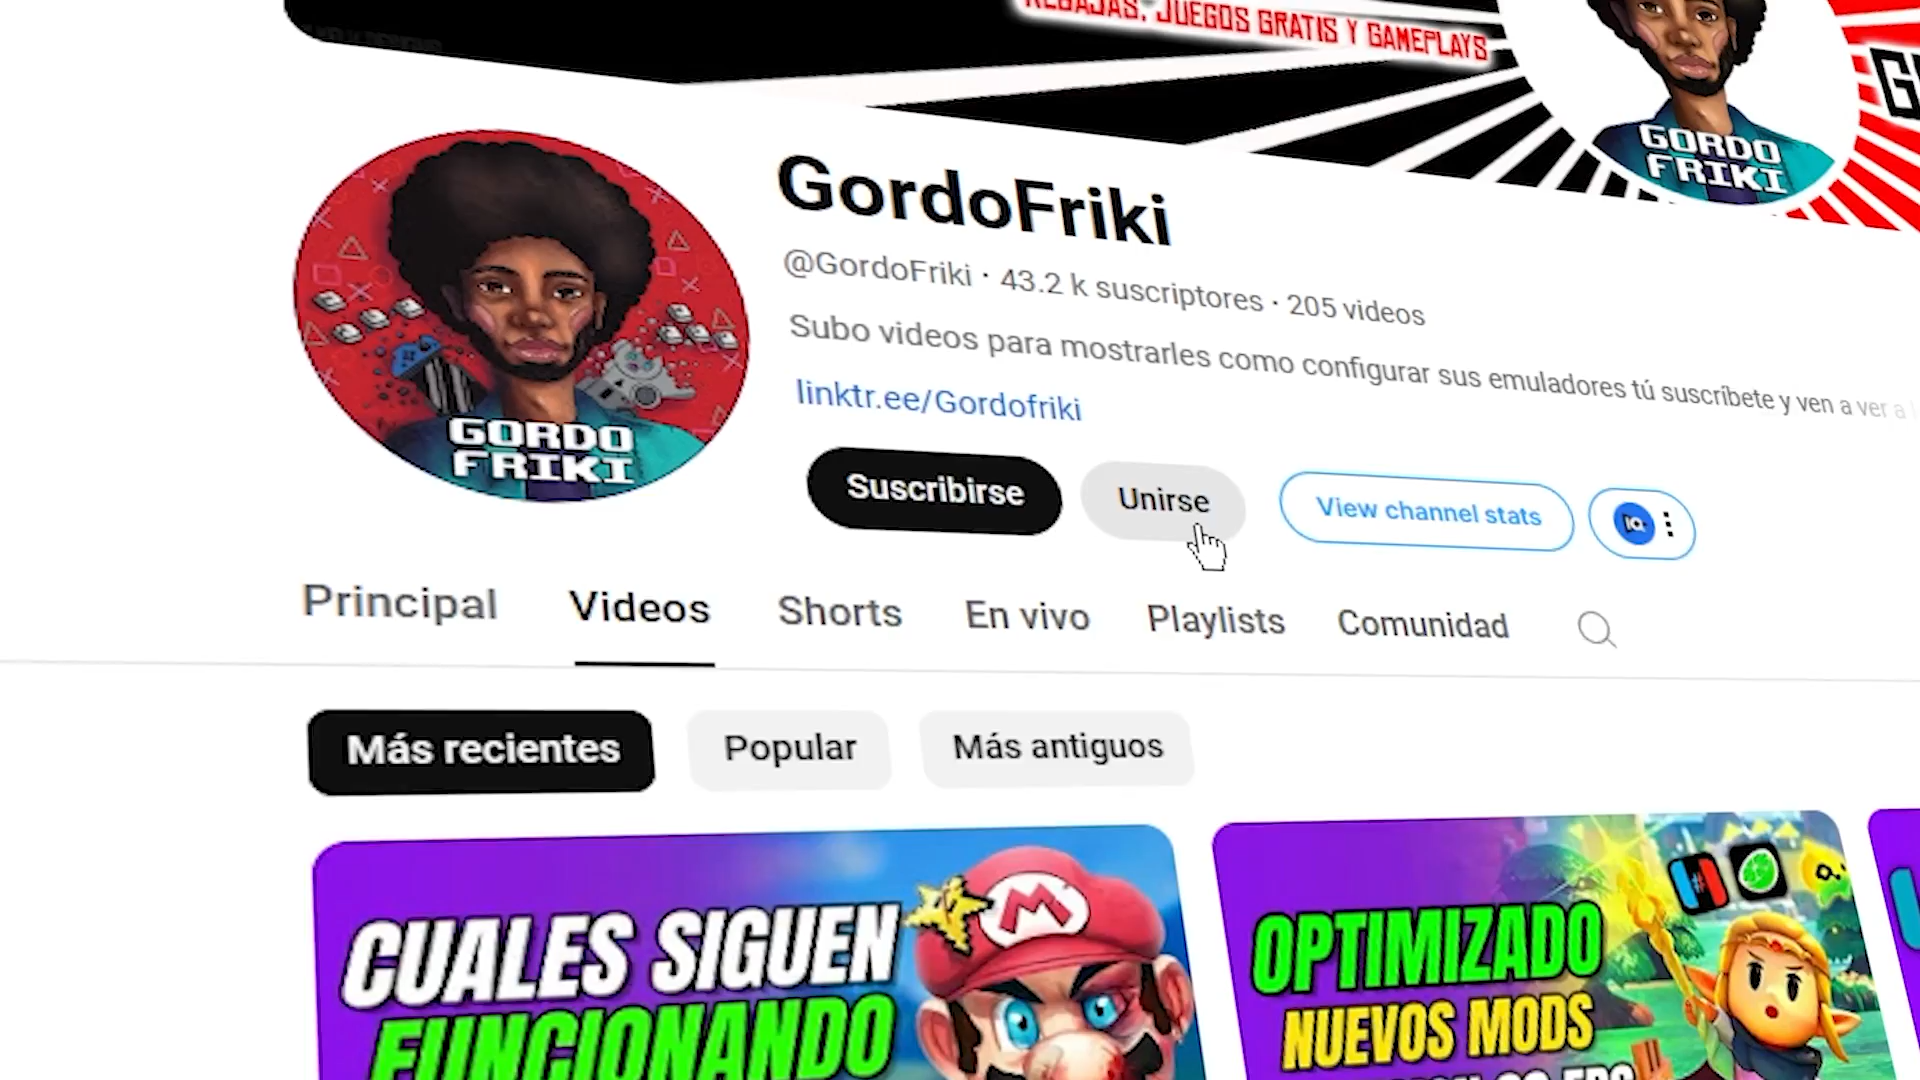 REBAJAS, JUEGOS GRATIS Y GAMEPLAYS
GORDO
FRIKI
GordoFriki
@GordoFriki · 43.2 k suscriptores · 205 videos
Subo videos para mostrarles como configurar sus emuladores tú suscríbete y ven a ver a
linktr.ee/Gordofriki
GORDO
FRIKI
Suscribirse
Unirse
View channel stats
IQ
Principal
Videos
Shorts
En vivo
Playlists
Comunidad
Más recientes
Popular
Más antiguos
CUALES SIGUEN
FUNCIONANDO
M
OPTIMIZADO
NUEVOS MODS